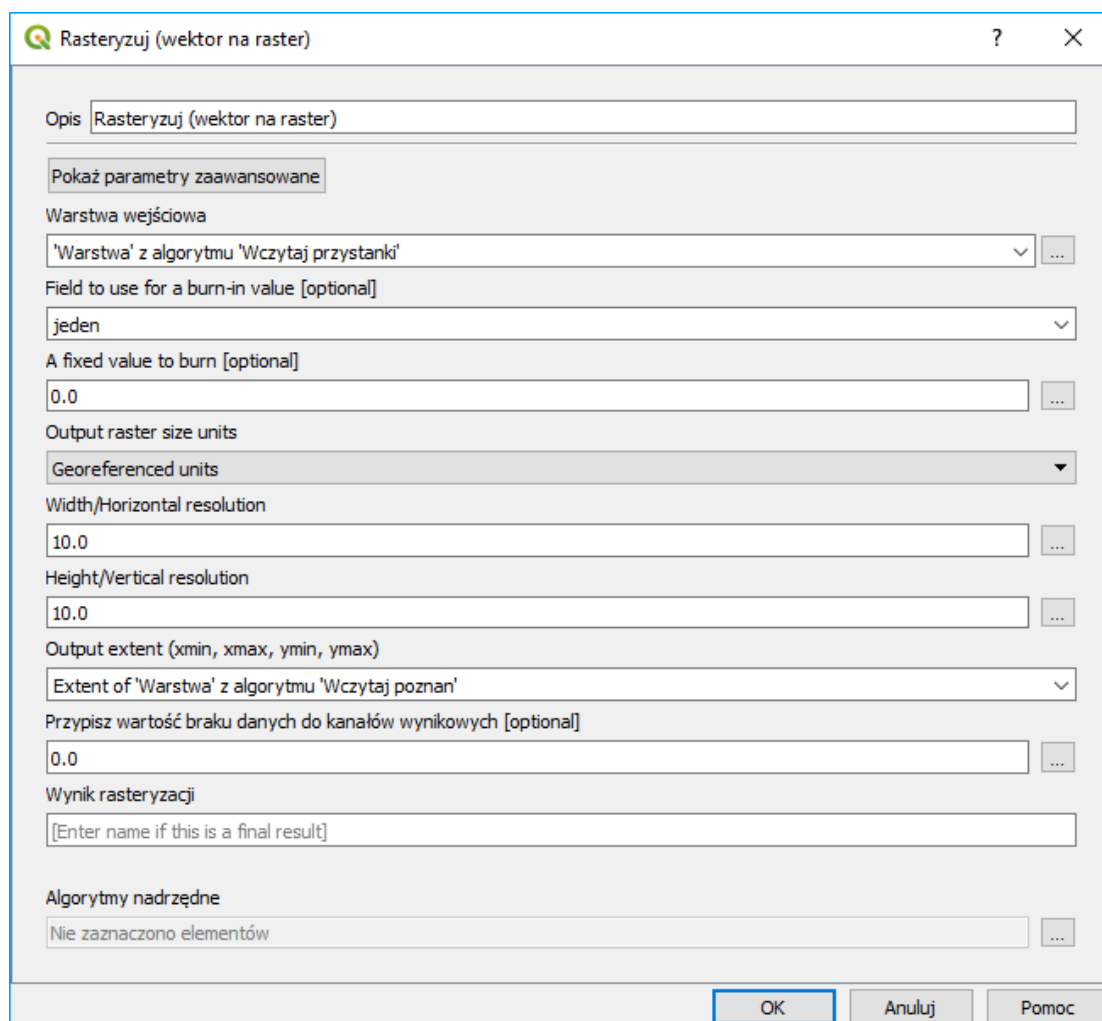 Rasteryzuj (wektor na raster)
?
Opis Rasteryzuj (wektor na raster)
Pokaż parametry zaawansowane
Warstwa wejściowa
'Warstwa' z algorytmu 'Wczytaj przystanki'
...
Field to use for a burn-in value [optional]
jeden
A fixed value to burn [optional]
0.0
...
Output raster size units
Georeferenced units
Width/Horizontal resolution
10.0
...
Height/Vertical resolution
10.0
...
Output extent (xmin, xmax, ymin, ymax)
Extent of 'Warstwa' z algorytmu 'Wczytaj poznan'
Przypisz wartość braku danych do kanałów wynikowych [optional]
0.0
...
Wynik rasteryzacji
[Enter name if this is a final result]
Algorytmy nadrzędne
Nie zaznaczono elementów
...
OK Anuluj Pomoc